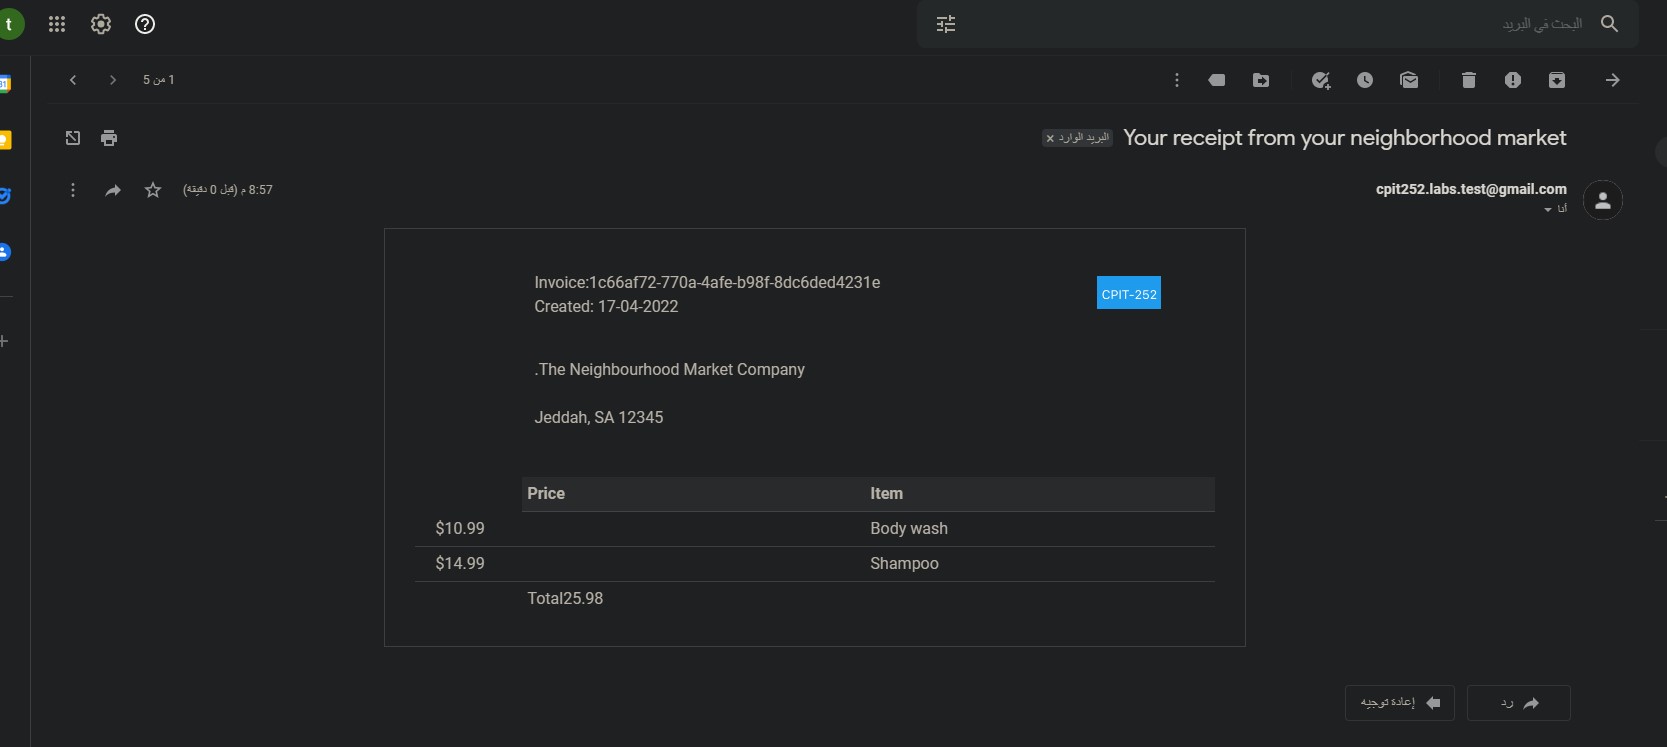 t
البحث في البريد
1 من 5
Your receipt from your neighborhood market
البريد الوارد ×
cpit252.labs.test@gmail.com
8:57 م (قبل 0 دقيقة)
أنا
Invoice:1c66af72-770a-4afe-b98f-8dc6ded4231e
Created: 17-04-2022
CPIT-252
.The Neighbourhood Market Company
Jeddah, SA 12345
Price Item
$10.99 Body wash
$14.99 Shampoo
Total25.98
رد
إعادة توجيه